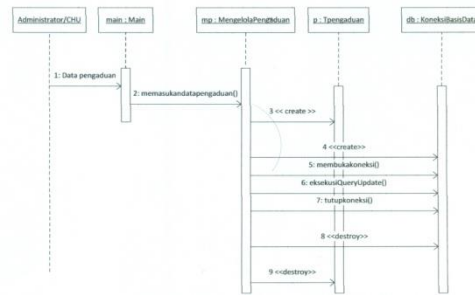 Administrator/CHU
main : Main
mp : MengelolaPengaduan
p : Tpengaduan
db : KoneksiBasisData
1: Data pengaduan
2: memasukandatapengaduan()
3 << create >>
4 <<create>>
5: membukakoneksi()
6: eksekusiQueryUpdate()
7: tutupkoneksi()
8 <<destroy>>
9 <<destroy>>